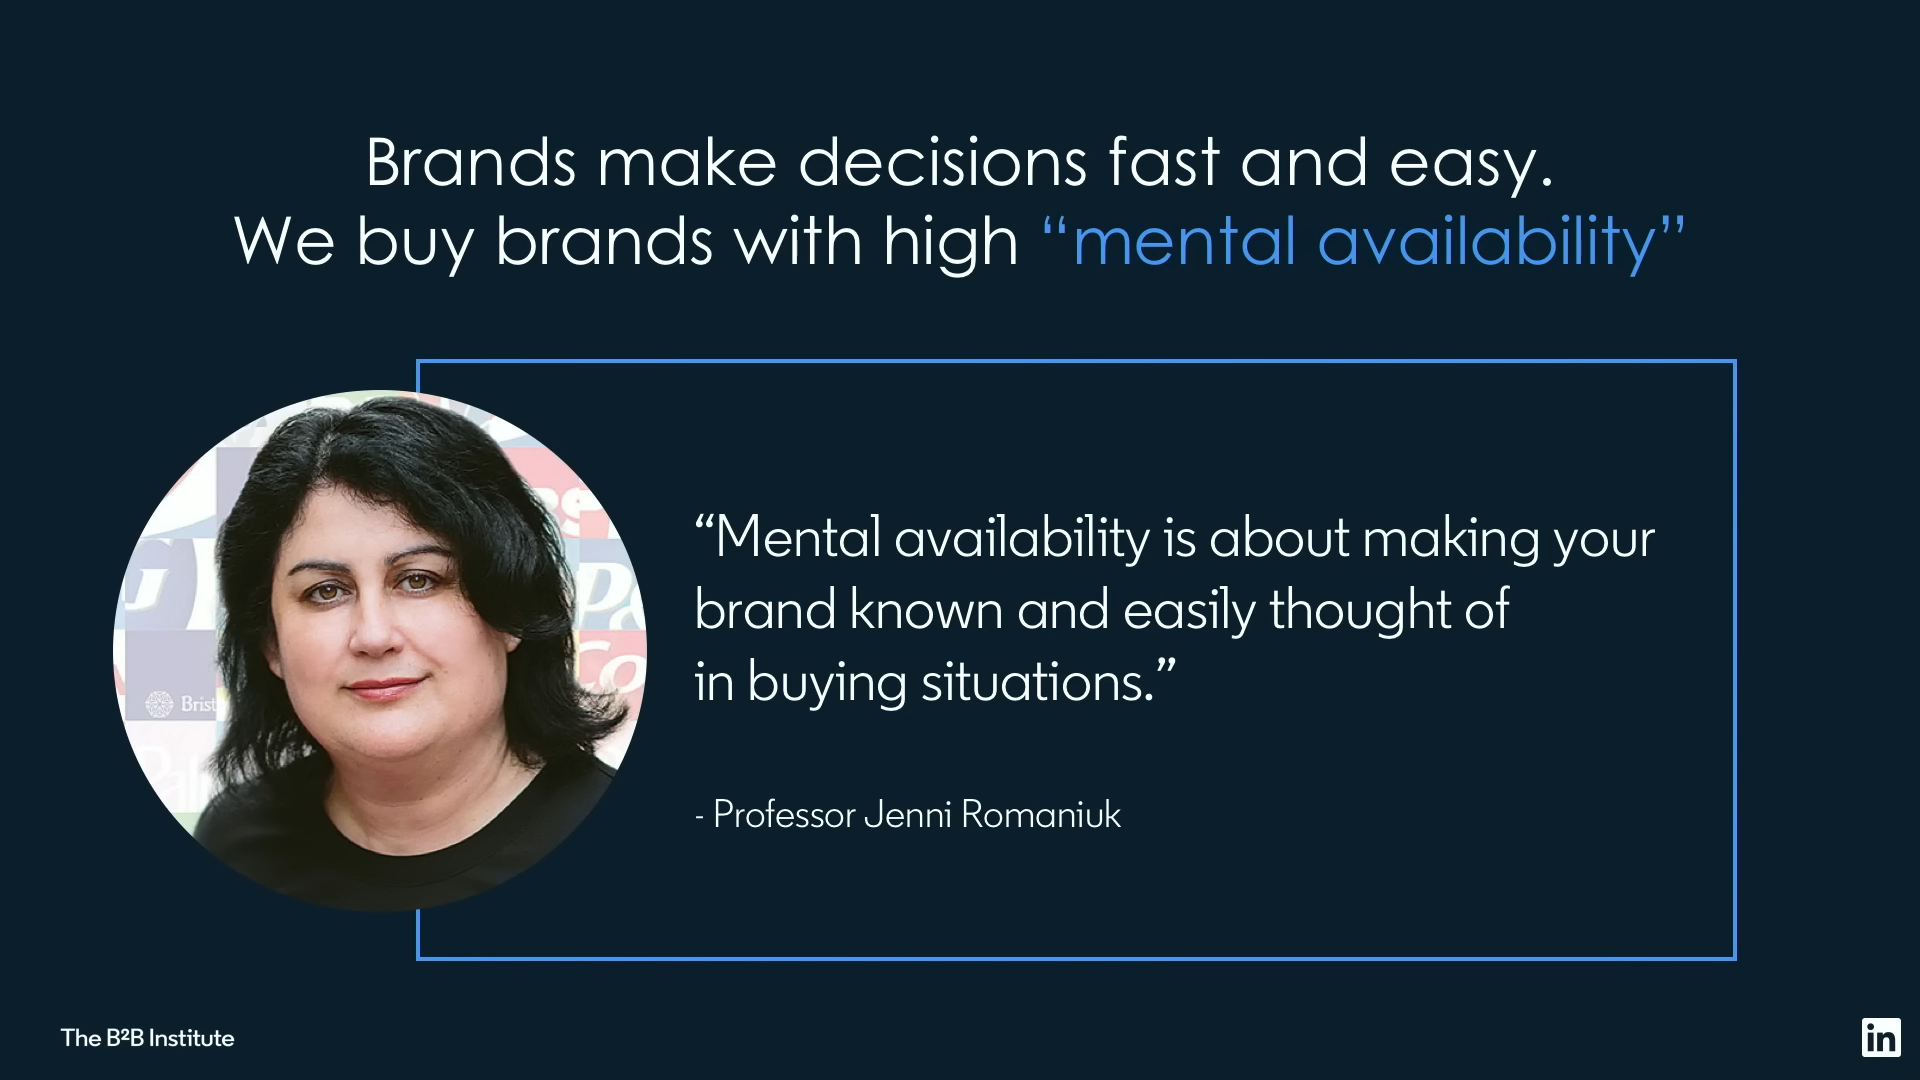 Brands make decisions fast and easy.
We buy brands with high “mental availability”
“Mental availability is about making your
brand known and easily thought of
in buying situations.”
- Professor Jenni Romaniuk
Brist
The B²B Institute
in